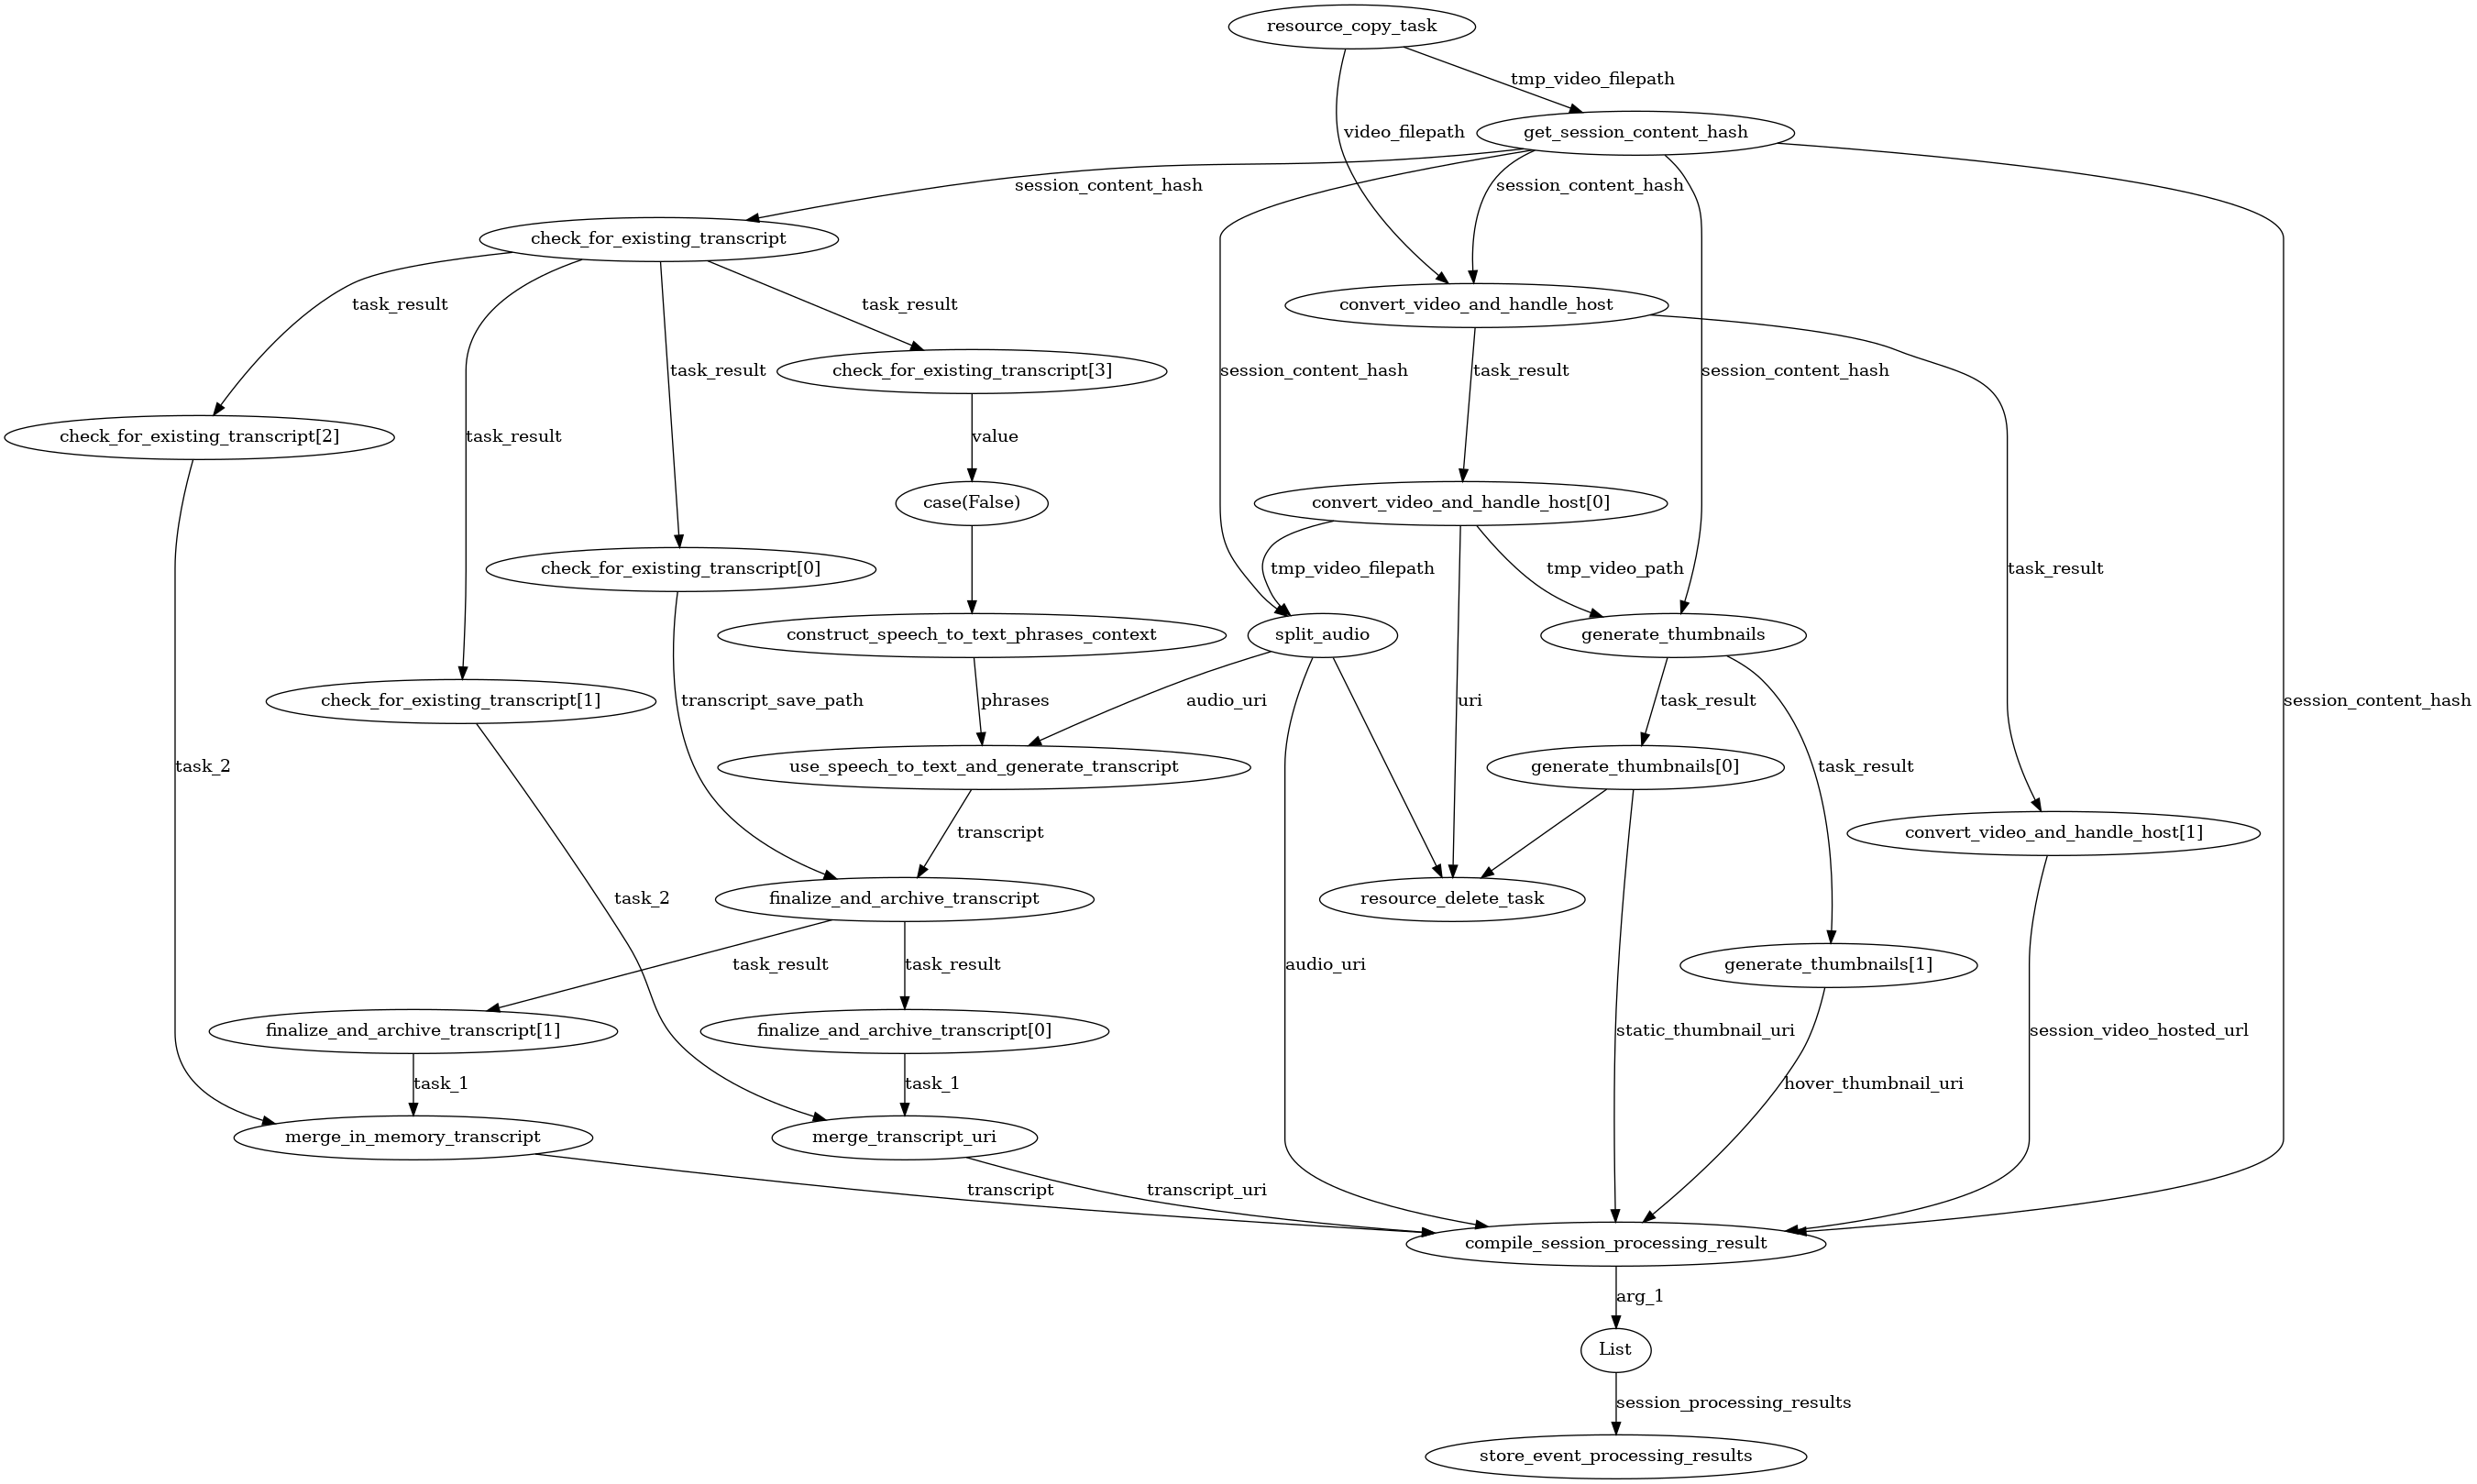 resource_copy_task
tmp_video_filepath
video_filepath
get_session_content_hash
session_content_hash
session_content_hash
check_for_existing_transcript
task_result
task_result
convert_video_and_handle_host
task_result
check_for_existing_transcript[3]
session_content_hash
task_result
session_content_hash
check_for_existing_transcript[2]
task_result
value
case(False)
convert_video_and_handle_host[0]
check_for_existing_transcript[0]
tmp_video_filepath
tmp_video_path
task_result
construct_speech_to_text_phrases_context
split_audio
generate_thumbnails
check_for_existing_transcript[1]
transcript_save_path
phrases
audio_uri
uri
task_result
session_content_hash
task_2
use_speech_to_text_and_generate_transcript
generate_thumbnails[0]
task_result
transcript
convert_video_and_handle_host[1]
task_2
finalize_and_archive_transcript
resource_delete_task
task_result
task_result
audio_uri
generate_thumbnails[1]
finalize_and_archive_transcript[1]
finalize_and_archive_transcript[0]
static_thumbnail_uri
session_video_hosted_url
task_1
task_1
hover_thumbnail_uri
merge_in_memory_transcript
merge_transcript_uri
transcript
transcript_uri
compile_session_processing_result
arg_1
List
session_processing_results
store_event_processing_results